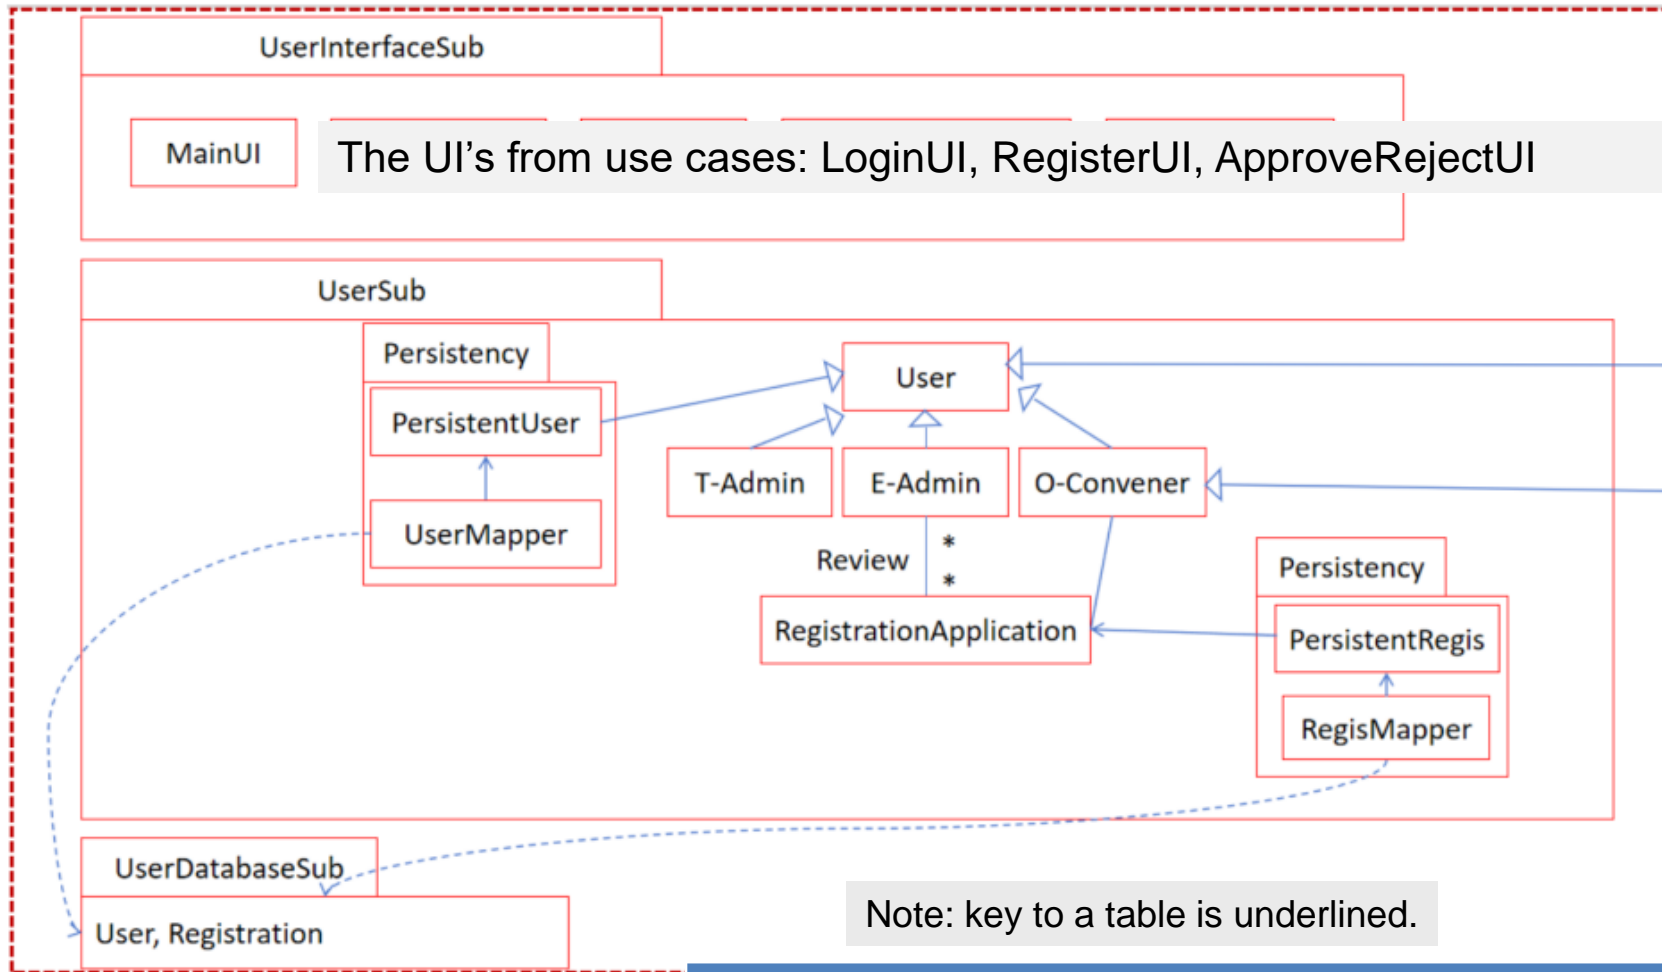 UserInterfaceSub
MainUI
The UI’s from use cases: LoginUI, RegisterUI, ApproveRejectUI
UserSub
Persistency
PersistentUser
UserMapper
User
T-Admin
E-Admin
O-Convener
Review
*
*
RegistrationApplication
Persistency
PersistentRegis
RegisMapper
UserDatabaseSub
User, Registration
Note: key to a table is underlined.